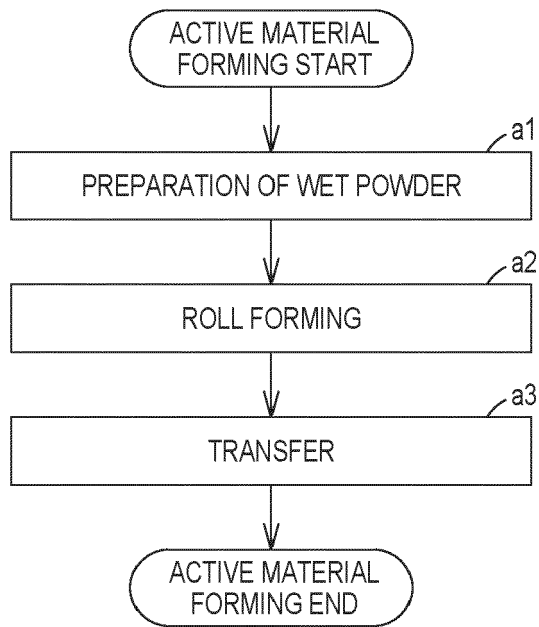 ACTIVE MATERIAL
FORMING START
a1
PREPARATION OF WET POWDER
a2
ROLL FORMING
a3
TRANSFER
ACTIVE MATERIAL
FORMING END